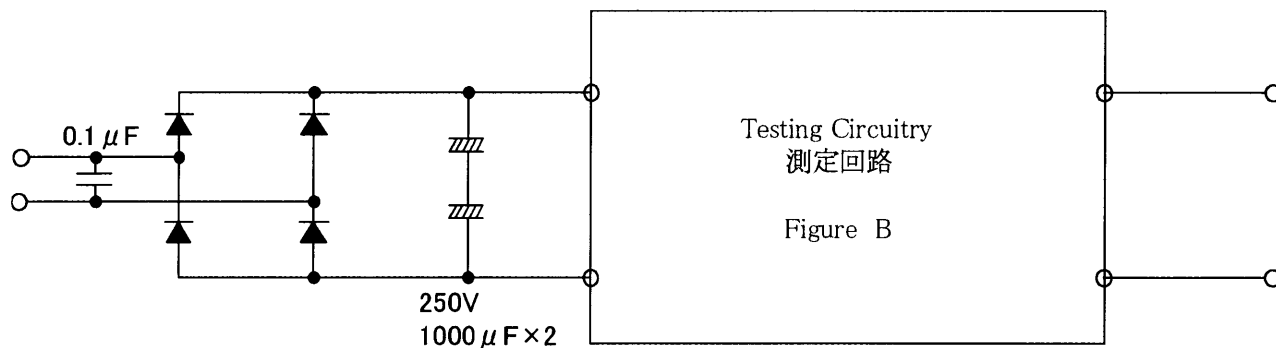 0.1μF
Testing Circuitry
測定回路
Figure B
250V
1000μF×2